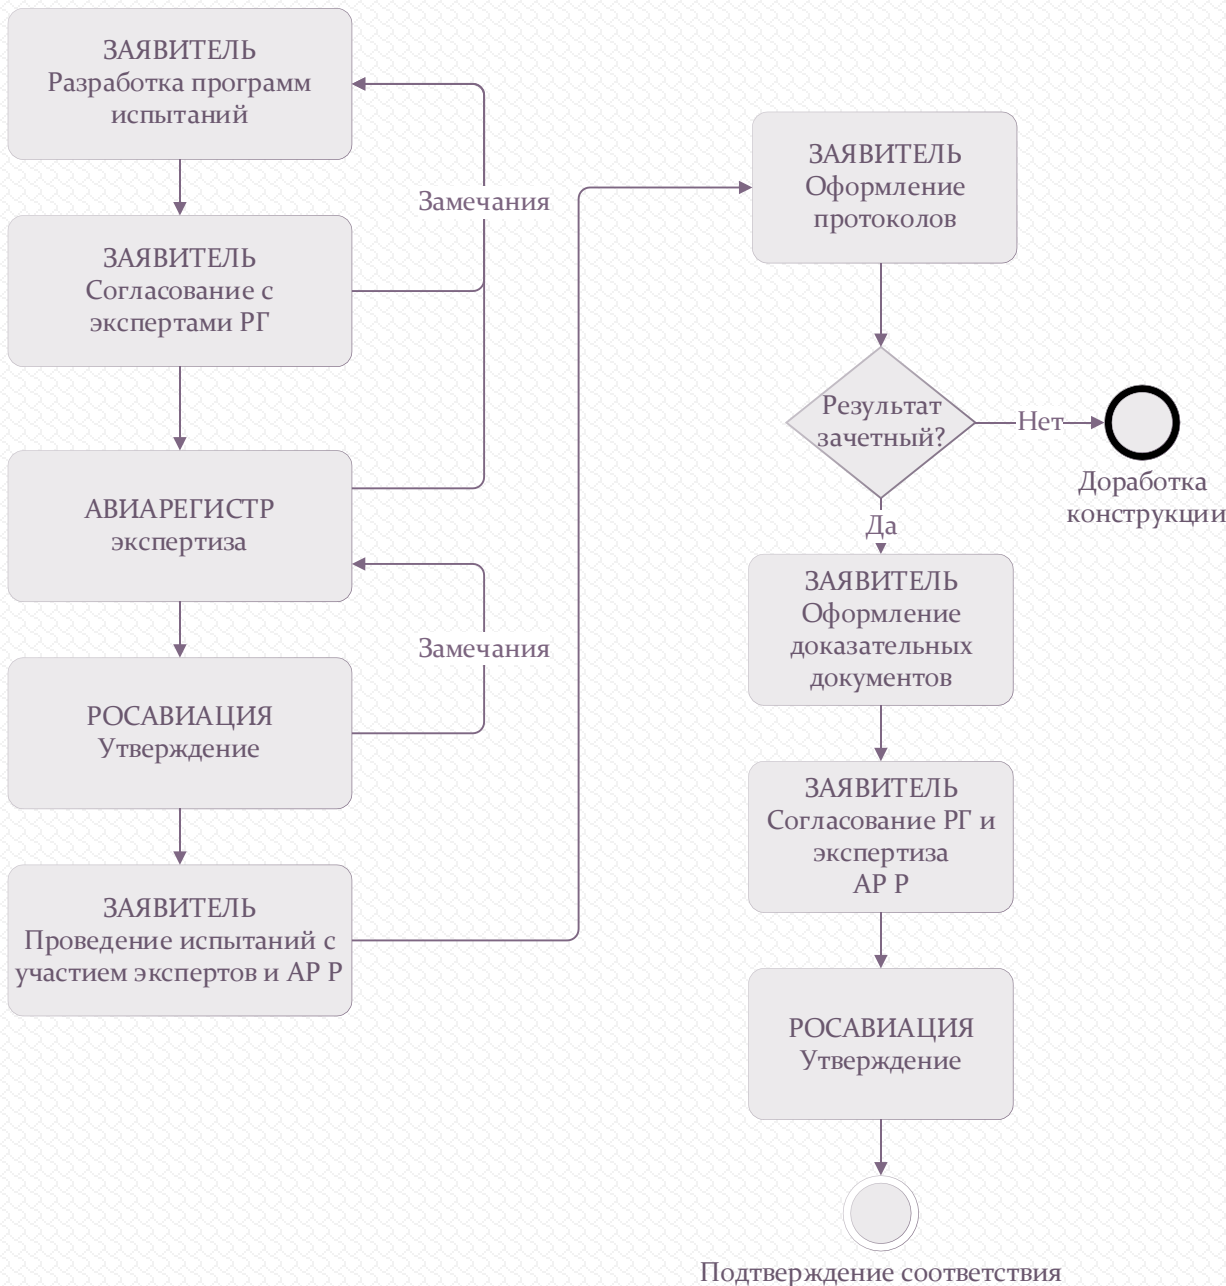 ЗАЯВИТЕЛЬ
Разработка программ
испытаний
Замечания
ЗАЯВИТЕЛЬ
Согласование с
экспертами РГ
АВИАРЕГИСТР
экспертиза
Замечания
РОСАВИАЦИЯ
Утверждение
ЗАЯВИТЕЛЬ
Проведение испытаний с
участием экспертов и АР Р
ЗАЯВИТЕЛЬ
Оформление
протоколов
Результат
зачетный?
Нет
Доработка
конструкции
Да
ЗАЯВИТЕЛЬ
Оформление
доказательных
документов
ЗАЯВИТЕЛЬ
Согласование РГ и
экспертиза
АР Р
РОСАВИАЦИЯ
Утверждение
Подтверждение соответствия